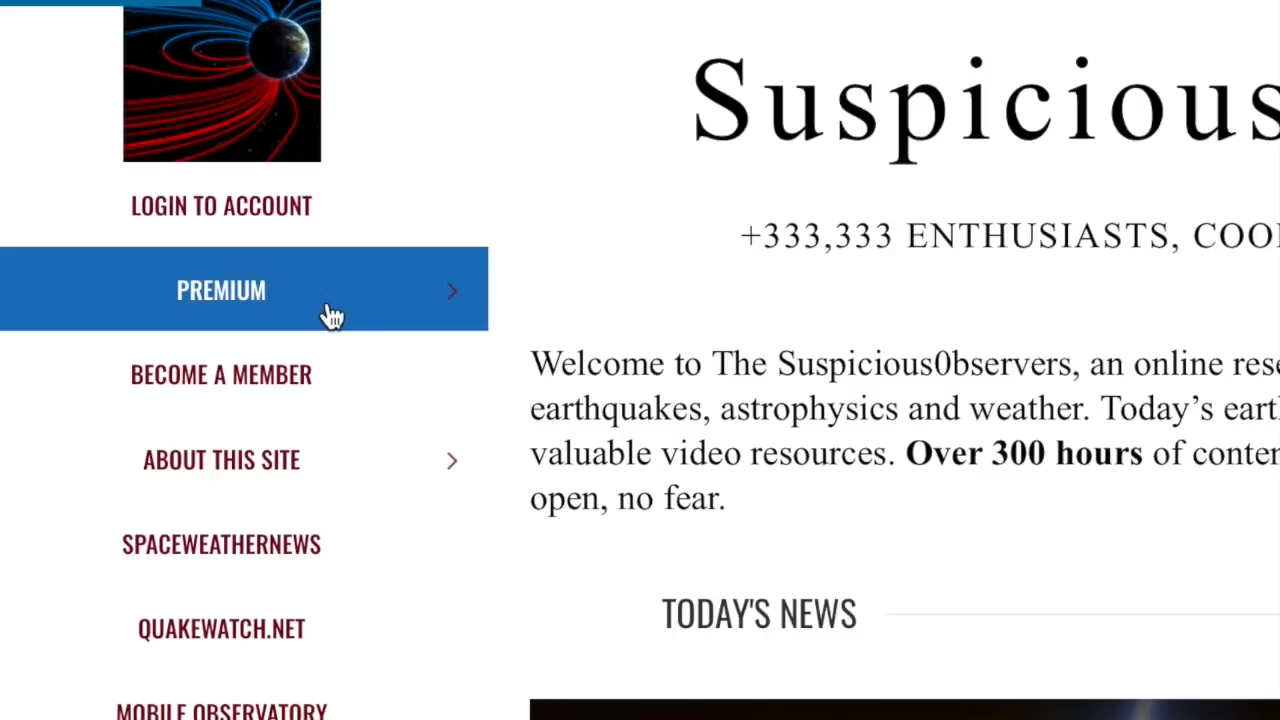 LOGIN TO ACCOUNT
PREMIUM
BECOME A MEMBER
ABOUT THIS SITE
SPACEWEATHERNEWS
QUAKEWATCH.NET
MOBILE OBSERVATORY
Suspicious
+333,333 ENTHUSIASTS,
Welcome to The Suspicious0bservers, an online
earthquakes, astrophysics and weather. Today’s
valuable video resources. Over 300 hours of
open, no fear.
TODAY'S NEWS